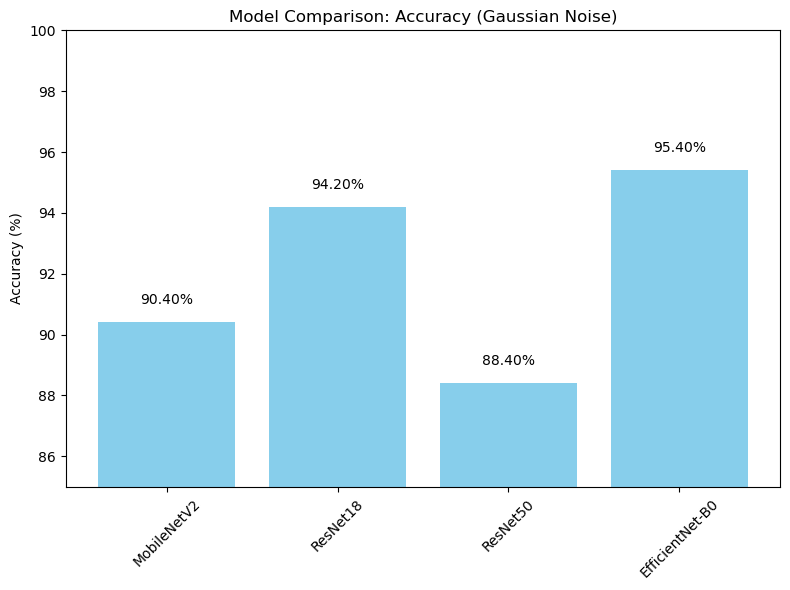 Model Comparison: Accuracy (Gaussian Noise)
Accuracy (%)
100
98
96
94
92
90
88
86
90.40%
94.20%
88.40%
95.40%
MobileNetV2
ResNet18
ResNet50
EfficientNet-B0